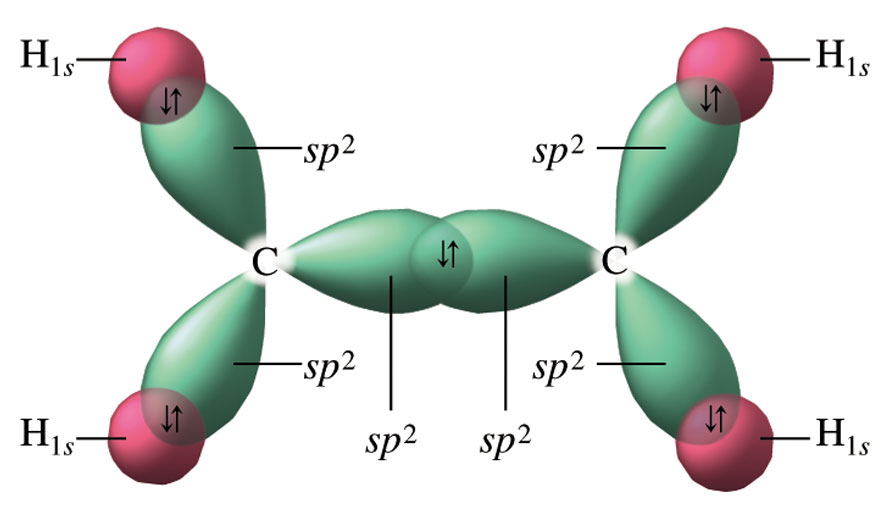 H1s H1s
↓↑ ↓↑
sp² sp²
C ↓↑ C
sp² sp²
↓↑ ↓↑
H1s sp² sp² H1s